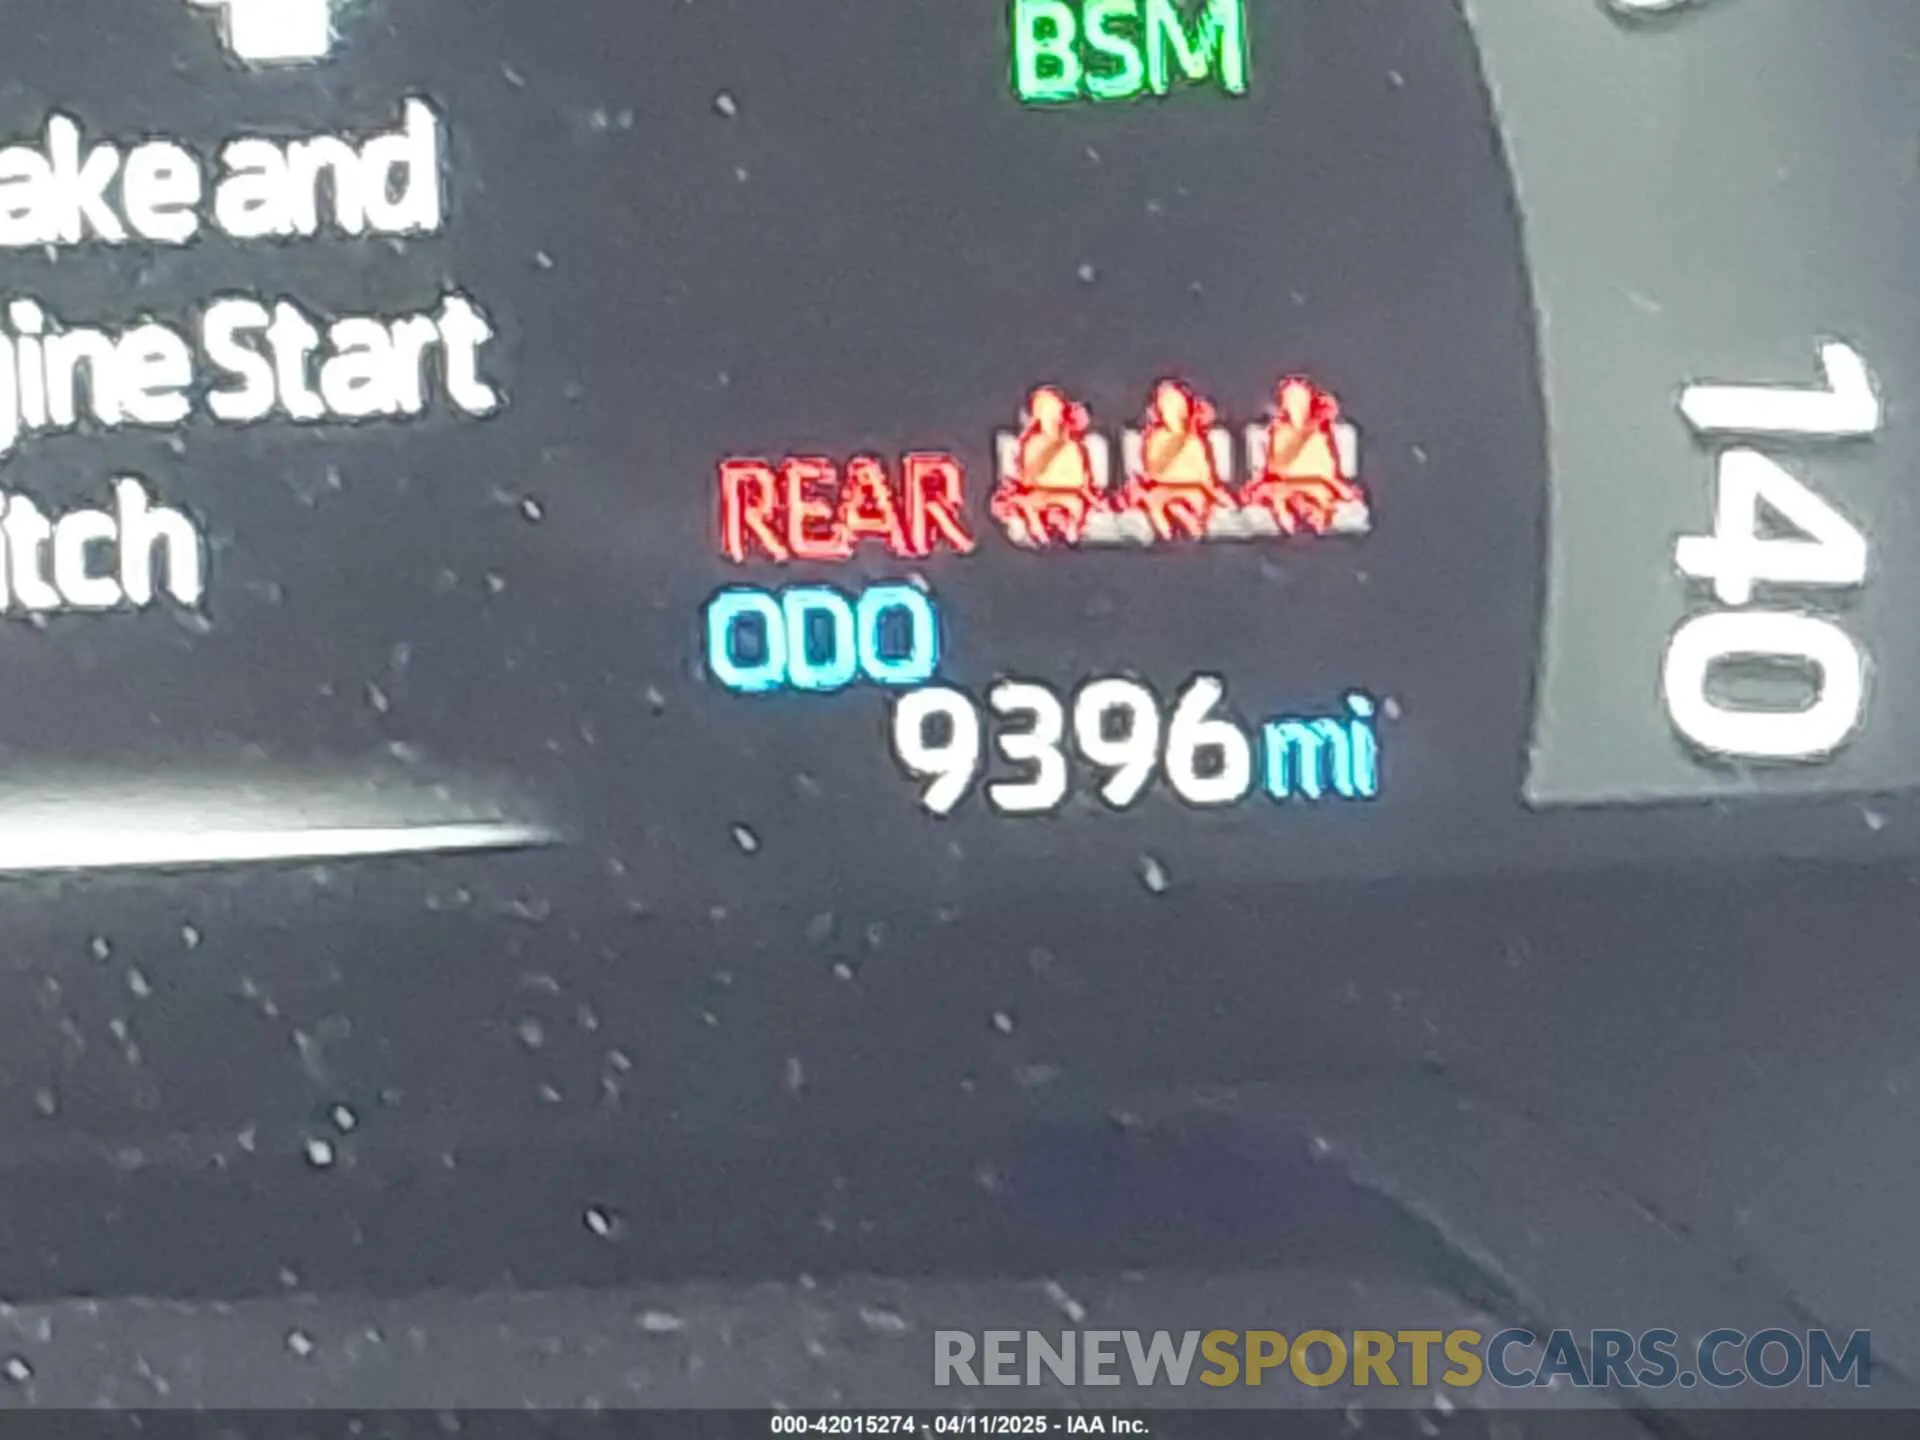 BSM
ake and
gine Start
itch
REAR
ODO
9396 mi
140
RENEWSPORTSCARS.COM
000-42015274 - 04/11/2025 - IAA Inc.